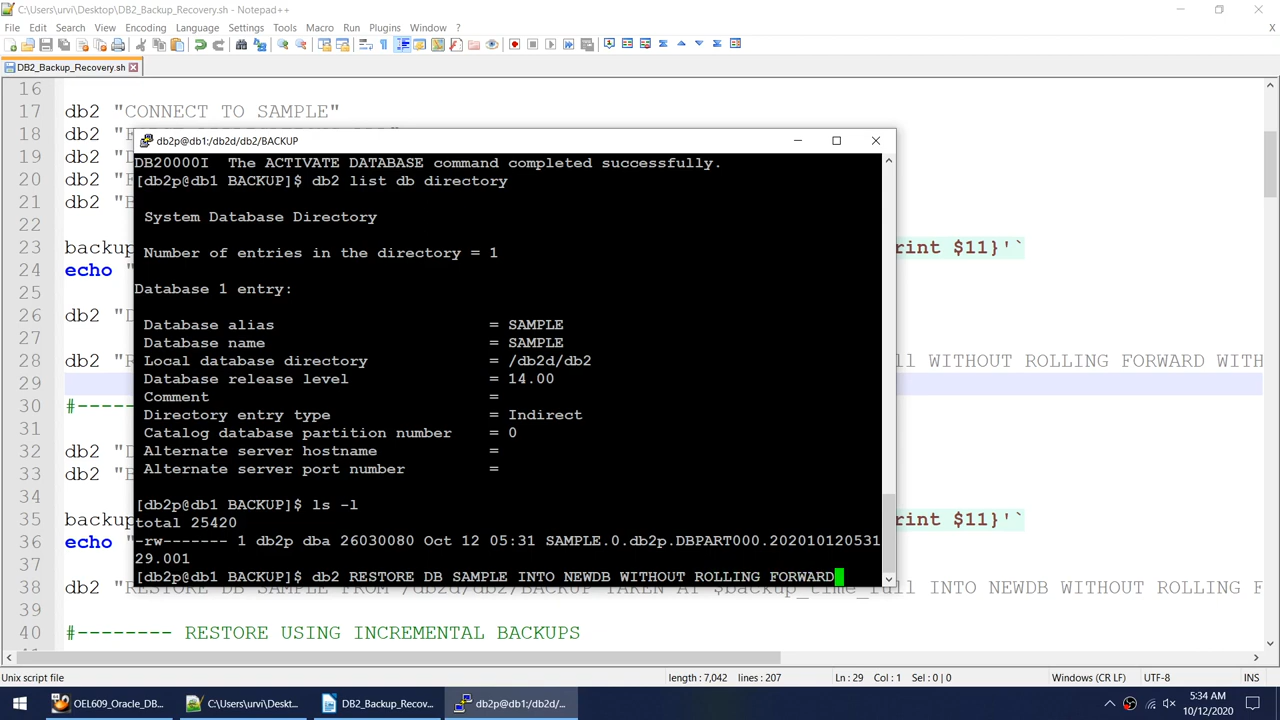 C:\Users\urvi\Desktop\DB2_Backup_Recovery.sh - Notepad++
File Edit Search View Encoding Language Settings Tools Macro Run Plugins Window ?
X
DB2_Backup_Recovery.sh
16
17 db2 "CONNECT TO SAMPLE"
18 db2 "
19 db2 "D
20 db2 "
21 db2 "
22
23 backup rint $11}'`
24 echo "
25
26 db2 "D
27
28 db2 "R ll WITHOUT ROLLING FORWARD WITH
29
30 #-----
31
32 db2 "D
33 db2 "B
34
35 backup rint $11}'`
36 echo "
37
38 db2 "RESTORE DB SAMPLE FROM /db2d/db2/BACKUP TAKEN AT $backup_time_full INTO NEWDB WITHOUT ROLLING F
39
40 #-------- RESTORE USING INCREMENTAL BACKUPS
db2p@db1:/db2d/db2/BACKUP
DB20000I  The ACTIVATE DATABASE command completed successfully.
[db2p@db1 BACKUP]$ db2 list db directory
System Database Directory
Number of entries in the directory = 1
Database 1 entry:
Database alias = SAMPLE
Database name = SAMPLE
Local database directory = /db2d/db2
Database release level = 14.00
Comment =
Directory entry type = Indirect
Catalog database partition number = 0
Alternate server hostname =
Alternate server port number =
[db2p@db1 BACKUP]$ ls -l
total 25420
-rw------- 1 db2p dba 26030080 Oct 12 05:31 SAMPLE.0.db2p.DBPART000.202010120531
29.001
[db2p@db1 BACKUP]$ db2 RESTORE DB SAMPLE INTO NEWDB WITHOUT ROLLING FORWARD
Unix script file length : 7,042 lines : 207 Ln : 29 Col : 1 Sel : 0 | 0 Windows (CR LF) UTF-8 INS
OEL609_Oracle_DB... C:\Users\urvi\Deskt... DB2_Backup_Recove... db2p@db1:/db2d/...
5:34 AM
10/12/2020